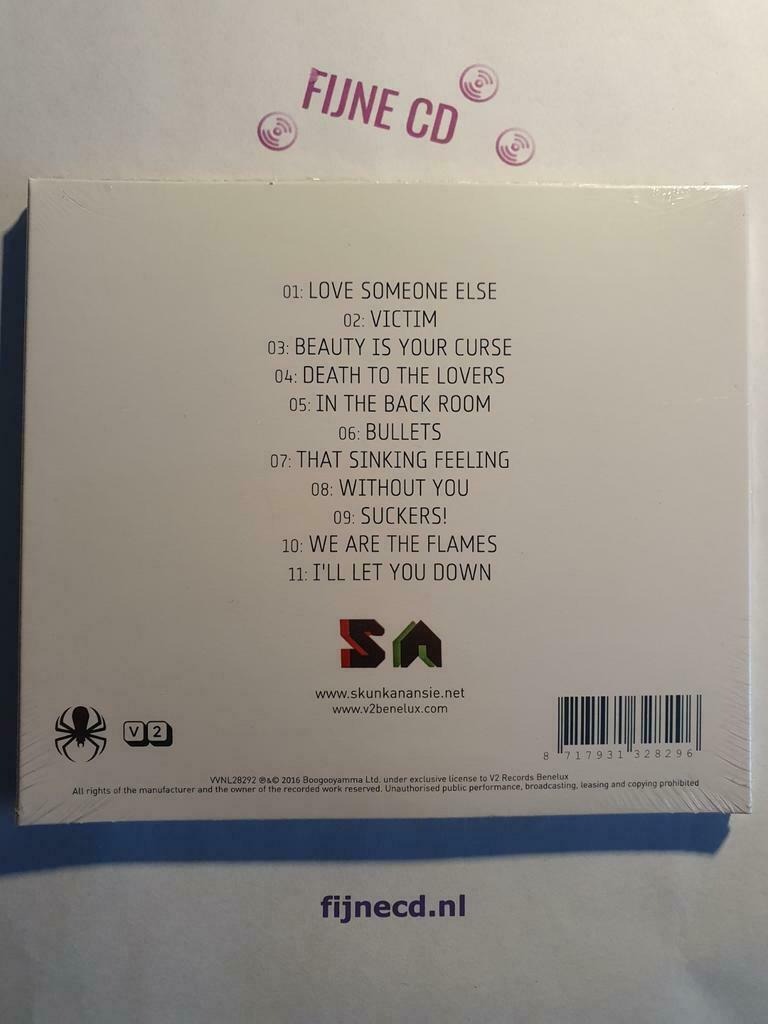 FIJNE CD
01: LOVE SOMEONE ELSE
02: VICTIM
03: BEAUTY IS YOUR CURSE
04: DEATH TO THE LOVERS
05: IN THE BACK ROOM
06: BULLETS
07: THAT SINKING FEELING
08: WITHOUT YOU
09: SUCKERS!
10: WE ARE THE FLAMES
11: I'LL LET YOU DOWN
SA
www.skunkanansie.net
www.v2benelux.com
V2
8 717931 328296
VVNL28292 ℗&© 2016 Boogooyamma Ltd. under exclusive license to V2 Records Benelux
All rights of the manufacturer and the owner of the recorded work reserved. Unauthorised public performance, broadcasting, leasing and copying prohibited
fijnecd.nl